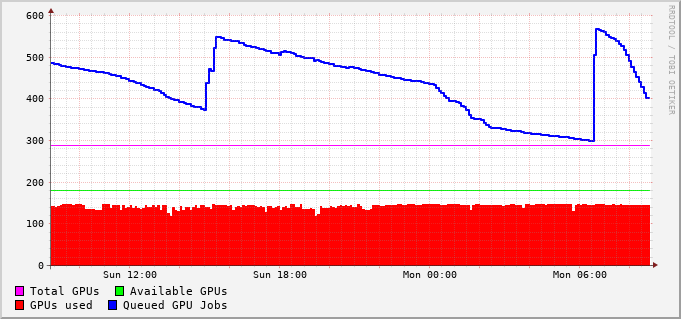 600
500
400
300
200
100
0
Sun 12:00 Sun 18:00 Mon 00:00 Mon 06:00
Total GPUs Available GPUs
GPUs used Queued GPU Jobs
RRDTOOL / TOBI OETIKER